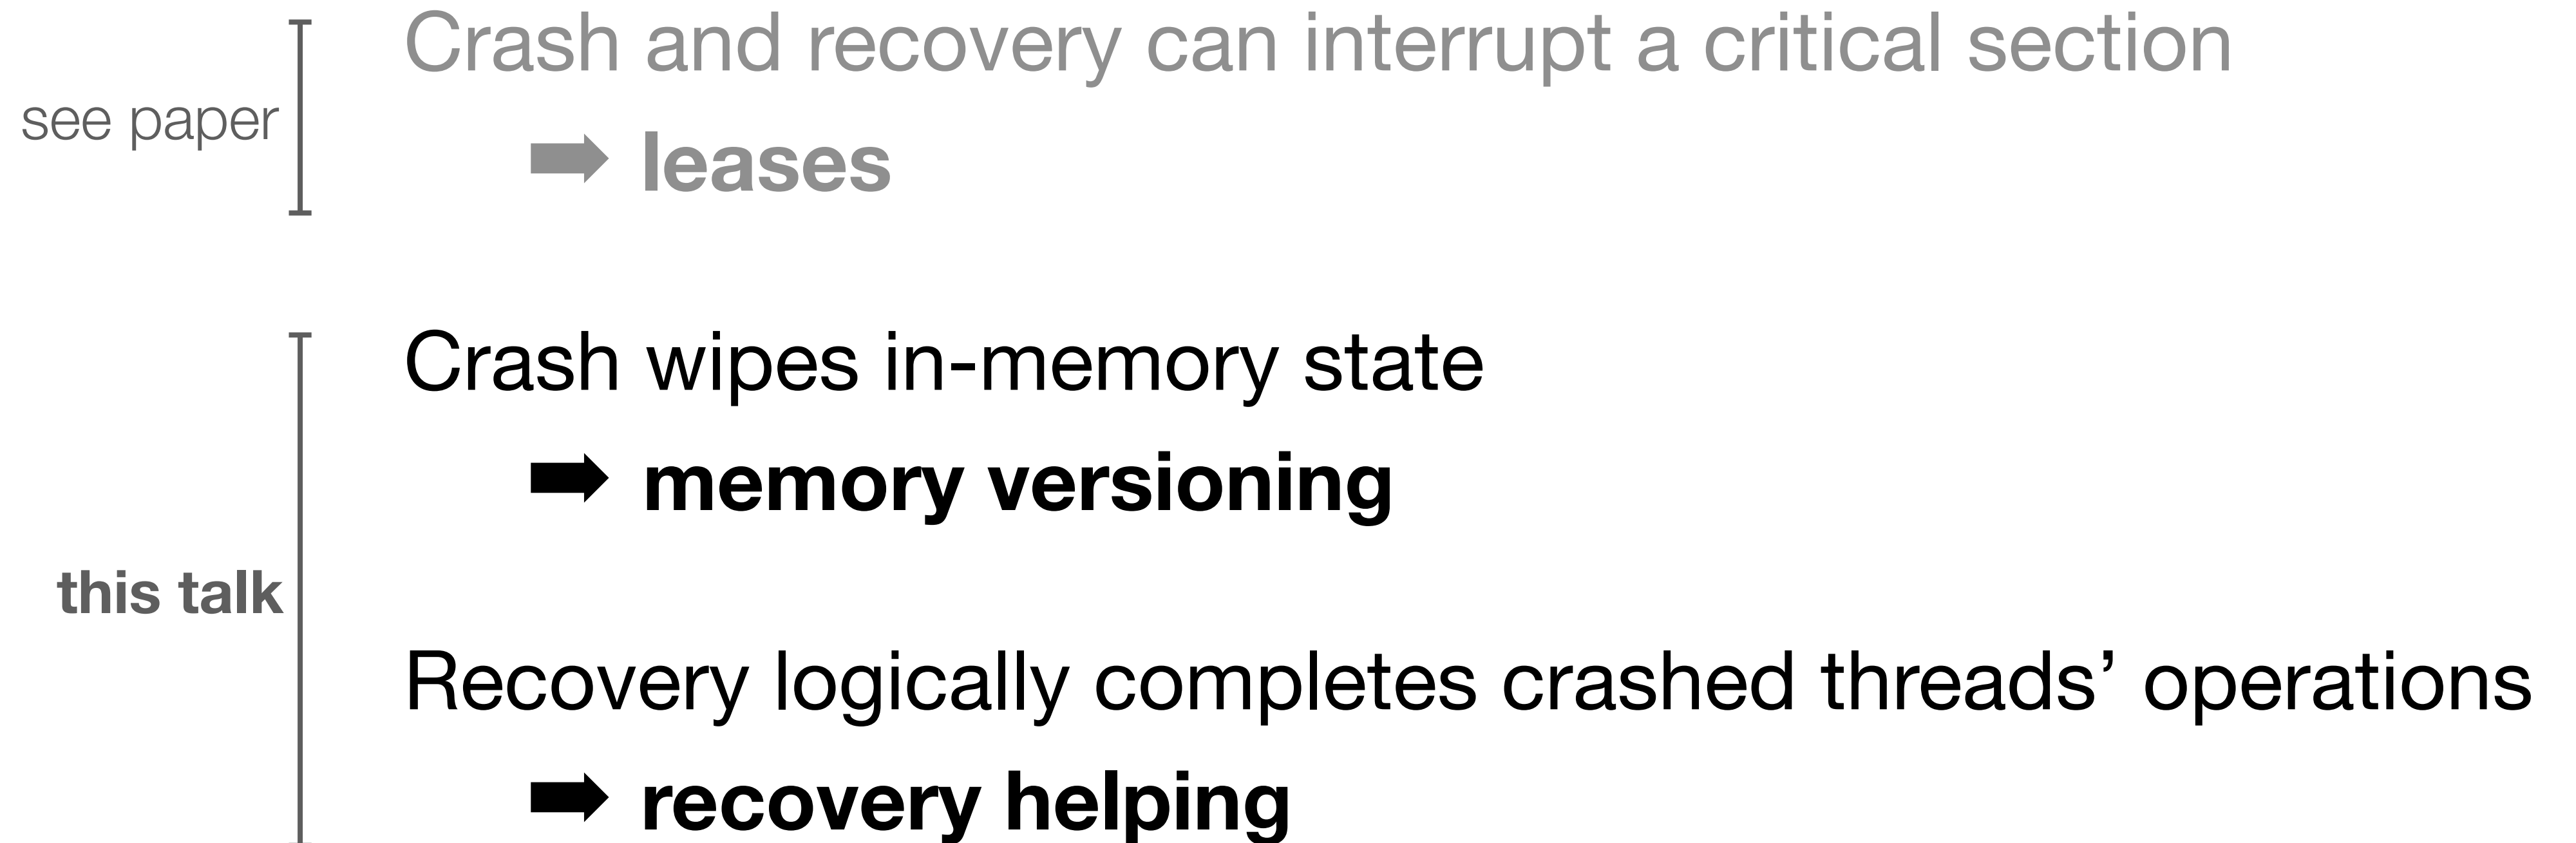 Crash and recovery can interrupt a critical section
see paper
➡ leases
Crash wipes in-memory state
➡ memory versioning
this talk
Recovery logically completes crashed threads’ operations
➡ recovery helping